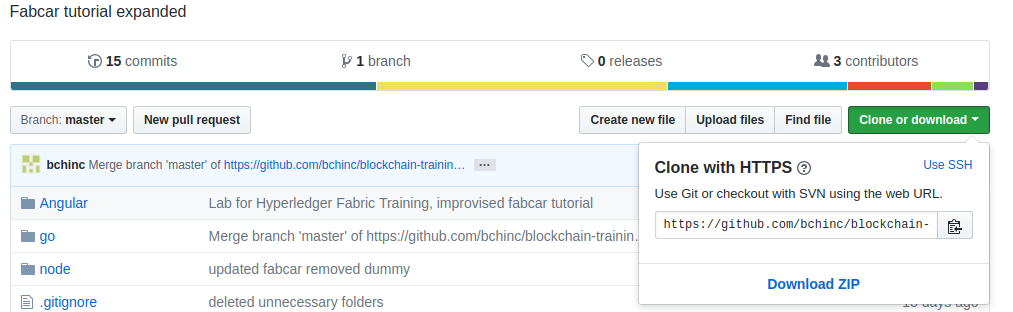 Fabcar tutorial expanded
15 commits 1 branch 0 releases 3 contributors
Branch: master New pull request Create new file Upload files Find file Clone or download
bchinc Merge branch 'master' of https://github.com/bchinc/blockchain-trainin… ...
Clone with HTTPS Use SSH
Use Git or checkout with SVN using the web URL.
https://github.com/bchinc/blockchain-
Download ZIP
Angular Lab for Hyperledger Fabric Training, improvised fabcar tutorial
go Merge branch 'master' of https://github.com/bchinc/blockchain-trainin…
node updated fabcar removed dummy
.gitignore deleted unnecessary folders days ago